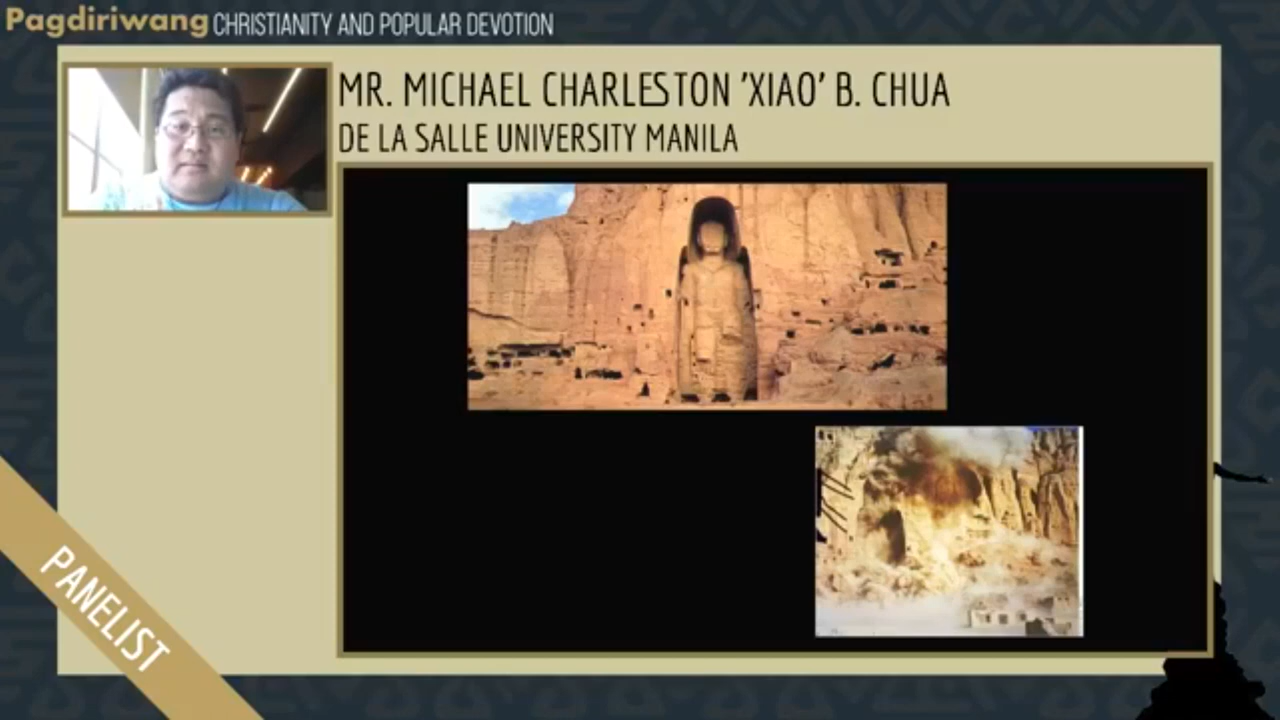 Pagdiriwang CHRISTIANITY AND POPULAR DEVOTION
MR. MICHAEL CHARLESTON 'XIAO' B. CHUA
DE LA SALLE UNIVERSITY MANILA
PANELIST